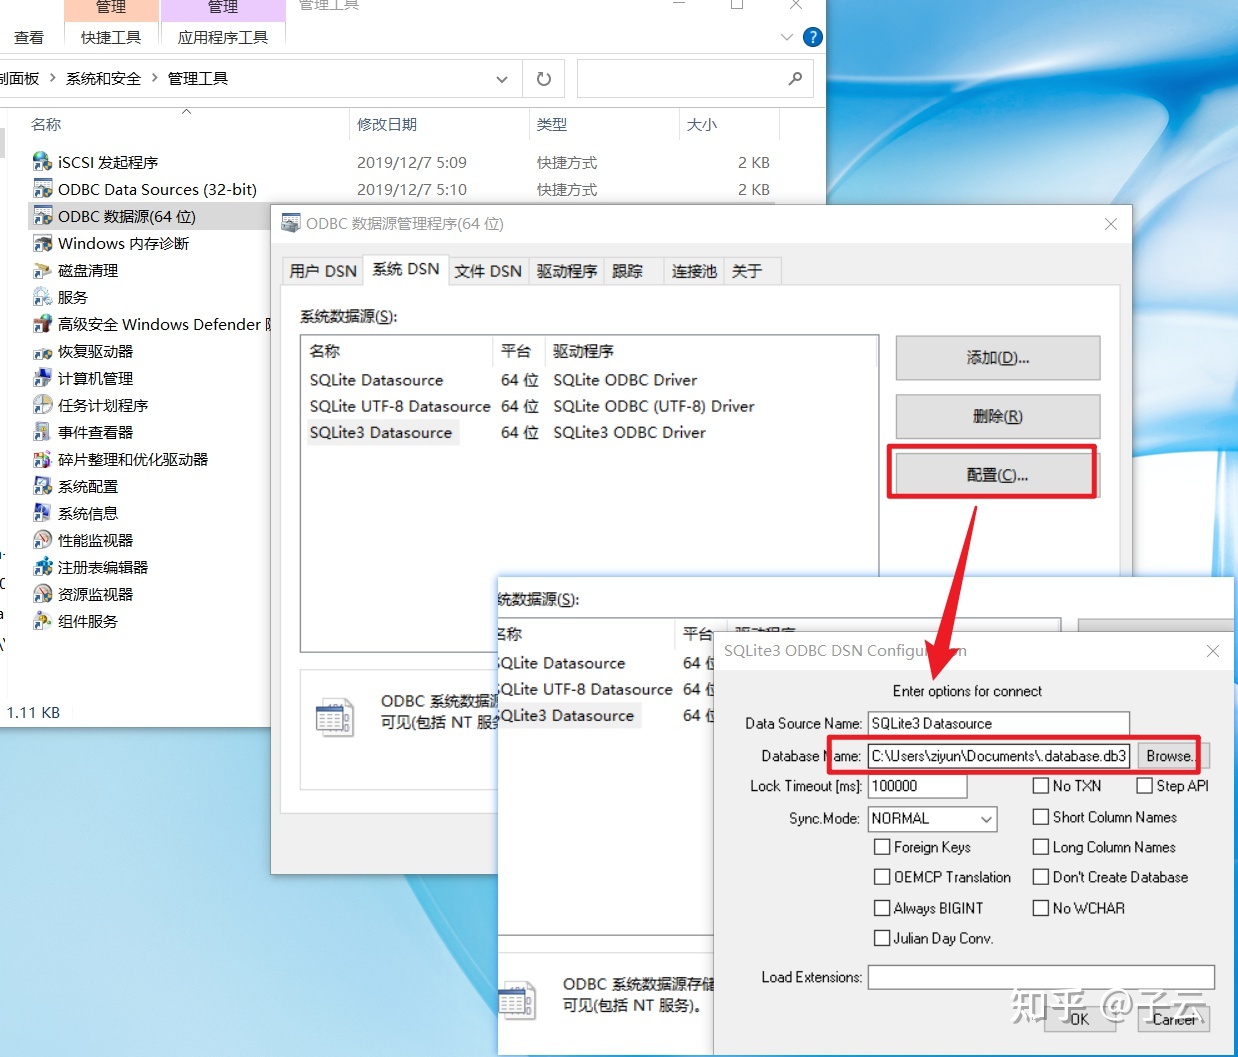 管理
管理
管理工具
查看
快捷工具
应用程序工具
制面板 > 系统和安全 > 管理工具
名称
修改日期
类型
大小
iSCSI 发起程序
2019/12/7 5:09
快捷方式
2 KB
ODBC Data Sources (32-bit)
2019/12/7 5:10
快捷方式
2 KB
ODBC 数据源(64 位)
Windows 内存诊断
磁盘清理
服务
高级安全 Windows Defender
恢复驱动器
计算机管理
任务计划程序
事件查看器
碎片整理和优化驱动器
系统配置
系统信息
性能监视器
注册表编辑器
资源监视器
组件服务
1.11 KB
ODBC 数据源管理程序(64 位)
用户 DSN
系统 DSN
文件 DSN
驱动程序
跟踪
连接池
关于
系统数据源(S):
名称
平台
驱动程序
SQLite Datasource
64 位
SQLite ODBC Driver
SQLite UTF-8 Datasource
64 位
SQLite ODBC (UTF-8) Driver
SQLite3 Datasource
64 位
SQLite3 ODBC Driver
添加(D)...
删除(R)
配置(C)...
ODBC 系统数据源
可见(包括 NT 服务
统数据源(S):
名称
平台
驱动程序
SQLite Datasource
64 位
SQLite UTF-8 Datasource
64 位
SQLite3 Datasource
64 位
ODBC 系统数据源存储
可见(包括 NT 服务)。
SQLite3 ODBC DSN Configuration
Enter options for connect
Data Source Name: SQLite3 Datasource
Database Name: C:\Users\ziyun\Documents\.database.db3 Browse..
Lock Timeout [ms]: 100000
No TXN
Step API
Sync.Mode: NORMAL
Short Column Names
Foreign Keys
Long Column Names
OEMCP Translation
Don't Create Database
Always BIGINT
No WCHAR
Julian Day Conv.
Load Extensions:
OK
Cancel
知乎 @子云